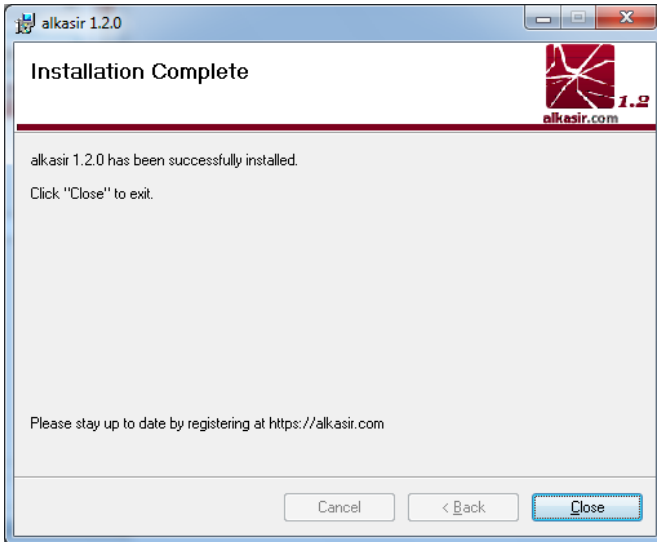 alkasir 1.2.0
Installation Complete
1.2
alkasir.com
alkasir 1.2.0 has been successfully installed.
Click "Close" to exit.
Please stay up to date by registering at https://alkasir.com
Cancel
< Back
Close